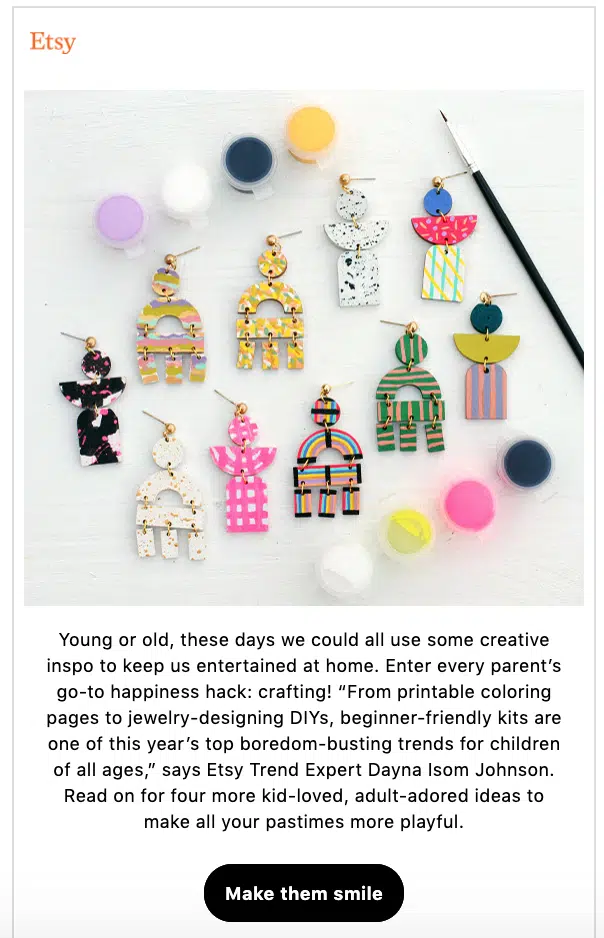 Etsy
Young or old, these days we could all use some creative
inspo to keep us entertained at home. Enter every parent’s
go-to happiness hack: crafting! “From printable coloring
pages to jewelry-designing DIYs, beginner-friendly kits are
one of this year’s top boredom-busting trends for children
of all ages,” says Etsy Trend Expert Dayna Isom Johnson.
Read on for four more kid-loved, adult-adored ideas to
make all your pastimes more playful.
Make them smile